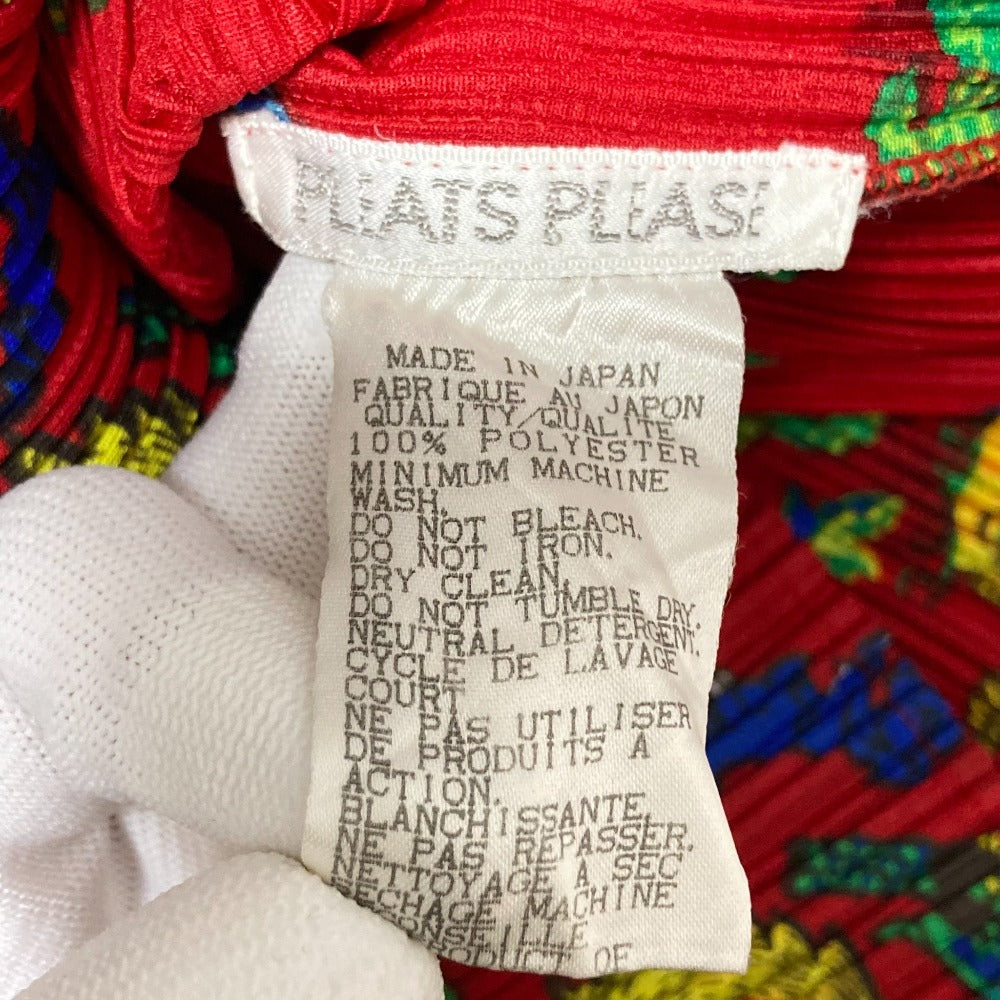 PLEATS PLEASE
MADE IN JAPAN
FABRIQUE AU JAPON
QUALITY/QUALITE
100% POLYESTER
MINIMUM MACHINE
WASH.
DO NOT BLEACH.
DO NOT IRON.
DRY CLEAN.
DO NOT TUMBLE DRY.
NEUTRAL DETERGENT.
CYCLE DE LAVAGE
COURT
NE PAS UTILISER
DE PRODUITS A
ACTION.
BLANCHISSANTE,
NE PAS REPASSER.
NETTOYAGE A SEC
SECHAGE MACHINE
OF